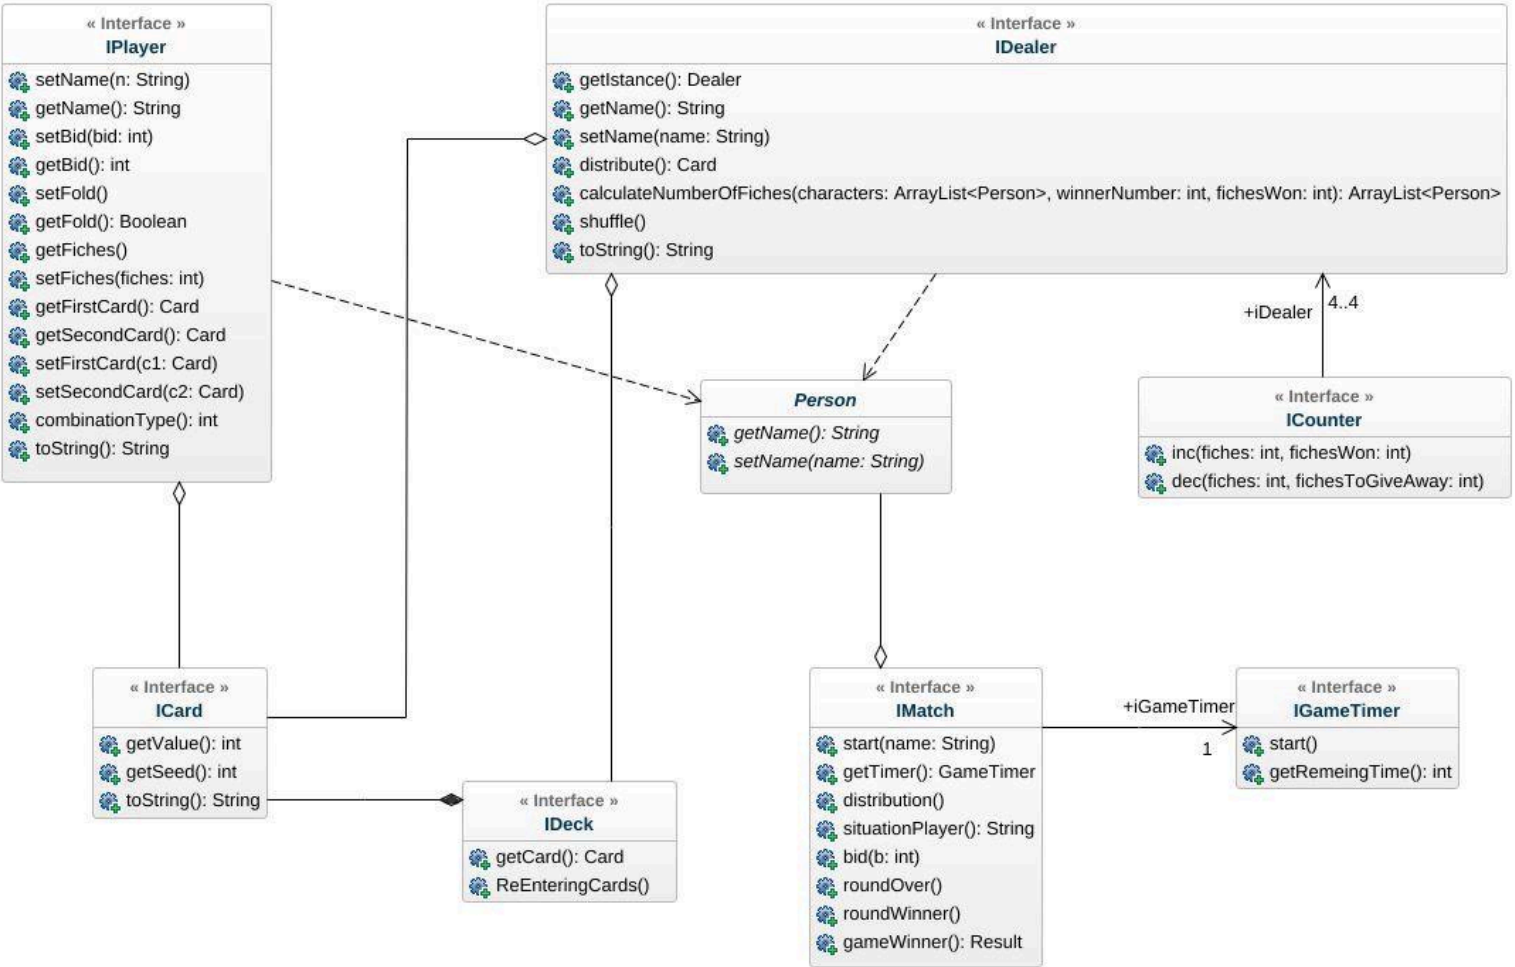 « Interface »
IPlayer
setName(n: String)
getName(): String
setBid(bid: int)
getBid(): int
setFold()
getFold(): Boolean
getFiches()
setFiches(fiches: int)
getFirstCard(): Card
getSecondCard(): Card
setFirstCard(c1: Card)
setSecondCard(c2: Card)
combinationType(): int
toString(): String
« Interface »
IDealer
getIstance(): Dealer
getName(): String
setName(name: String)
distribute(): Card
calculateNumberOfFiches(characters: ArrayList<Person>, winnerNumber: int, fichesWon: int): ArrayList<Person>
shuffle()
toString(): String
+iDealer
4..4
Person
getName(): String
setName(name: String)
« Interface »
ICounter
inc(fiches: int, fichesWon: int)
dec(fiches: int, fichesToGiveAway: int)
« Interface »
ICard
getValue(): int
getSeed(): int
toString(): String
« Interface »
IDeck
getCard(): Card
ReEnteringCards()
« Interface »
IMatch
start(name: String)
getTimer(): GameTimer
distribution()
situationPlayer(): String
bid(b: int)
roundOver()
roundWinner()
gameWinner(): Result
+iGameTimer
1
« Interface »
IGameTimer
start()
getRemeingTime(): int